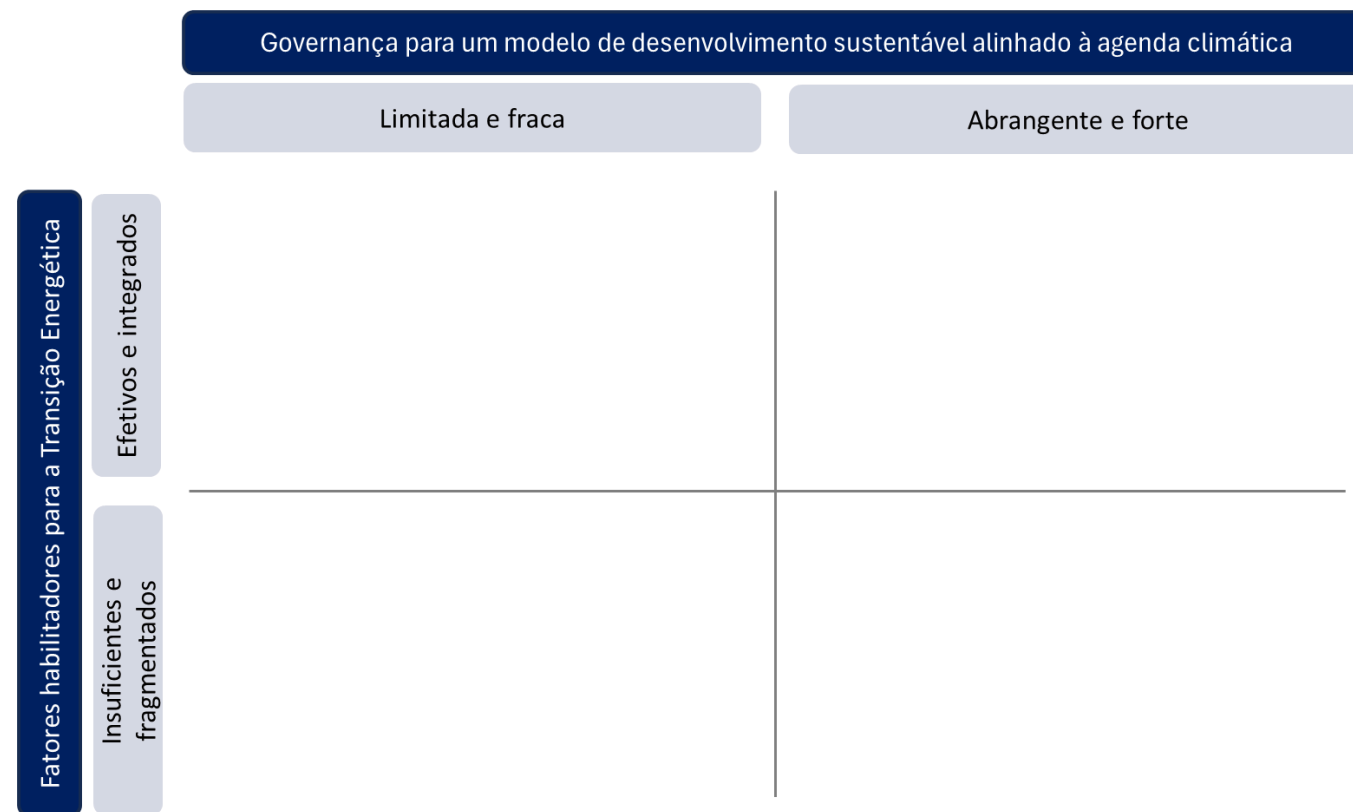 Governança para um modelo de desenvolvimento sustentável alinhado à agenda climática
Limitada e fraca
Abrangente e forte
Fatores habilitadores para a Transição Energética
Efetivos e integrados
Insuficientes e
fragmentados